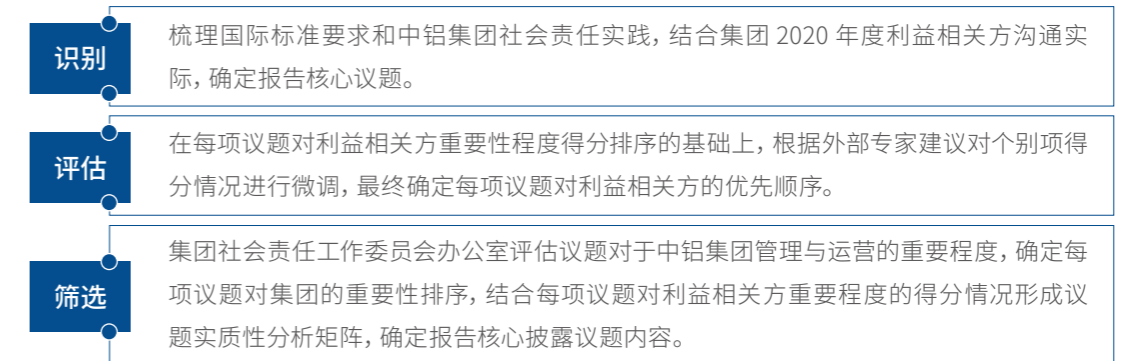 识别
梳理国际标准要求和中铝集团社会责任实践，结合集团 2020 年度利益相关方沟通实
际，确定报告核心议题。
评估
在每项议题对利益相关方重要性程度得分排序的基础上，根据外部专家建议对个别项得
分情况进行微调，最终确定每项议题对利益相关方的优先顺序。
筛选
集团社会责任工作委员会办公室评估议题对于中铝集团管理与运营的重要程度，确定每
项议题对集团的重要性排序，结合每项议题对利益相关方重要程度的得分情况形成议
题实质性分析矩阵，确定报告核心披露议题内容。